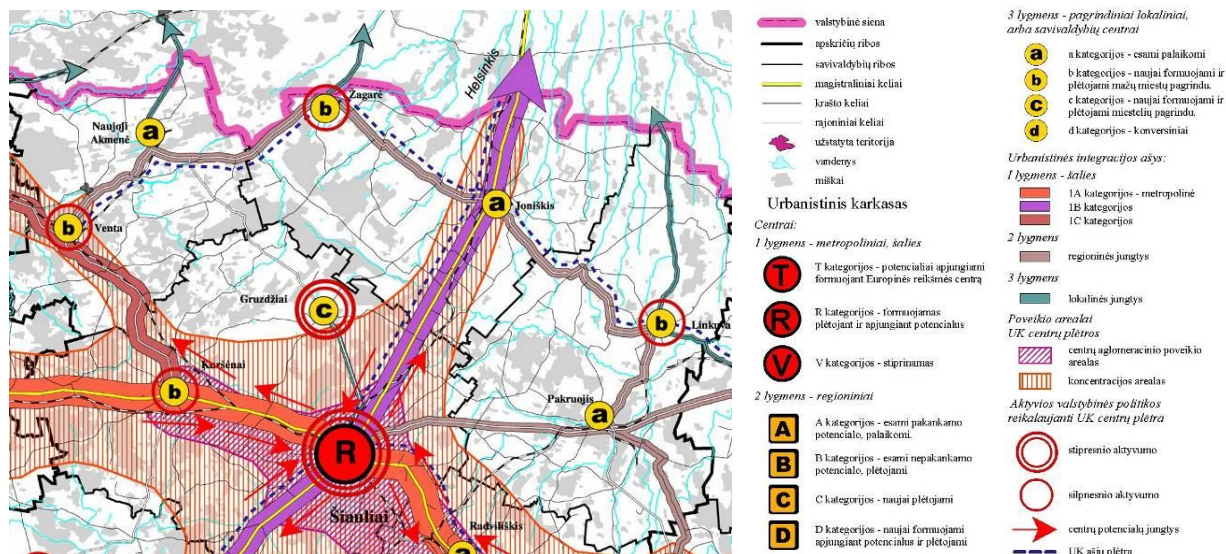 Helsinkis
Žagarė
b
Naujoji
Akmenė
a
a
Joniškis
b
Venta
Gruzdžiai
c
b
Linkuva
Kuršėnai
b
Pakruojis
a
R
Šiauliai
Radviliškis
a
valstybinė siena
apskričių ribos
savivaldybių ribos
magistraliniai keliai
krašto keliai
rajoniniai keliai
užstatyta teritorija
vandenys
miškai
Urbanistinis karkasas
Centrai:
1 lygmens - metropoliniai, šalies
T
T kategorijos - potencialiai apjungiami
formuojant Europinės reikšmės centrą
R
R kategorijos - formuojamas
plėtojant ir apjungiant potencialus
V
V kategorijos - stiprinamas
2 lygmens - regioniniai
A
A kategorijos - esami pakankamo
potencialo, palaikomi.
B
B kategorijos - esami nepakankamo
potencialo, plėtojami
C
C kategorijos - naujai plėtojami
D
D kategorijos - naujai formuojami
apjungiant potencialus ir plėtojami
3 lygmens - pagrindiniai lokaliniai,
arba savivaldybių centrai
a
a kategorijos - esami palaikomi
b
b kategorijos - naujai formuojami ir
plėtojami mažų miestų pagrindu.
c
c kategorijos - naujai formuojami ir
plėtojami miestelių pagrindu.
d
d kategorijos - konversiniai
Urbanistinės integracijos ašys:
I lygmens - šalies
1A kategorijos - metropolinė
1B kategorijos
1C kategorijos
2 lygmens
regioninės jungtys
3 lygmens
lokalinės jungtys
Poveikio arealai
UK centrų plėtros
centrų aglomeracinio poveikio
arealas
koncentracijos arealas
Aktyvios valstybinės politikos
reikalaujanti UK centrų plėtra
stipresnio aktyvumo
silpnesnio aktyvumo
centrų potencialų jungtys
UK ašių plėtra